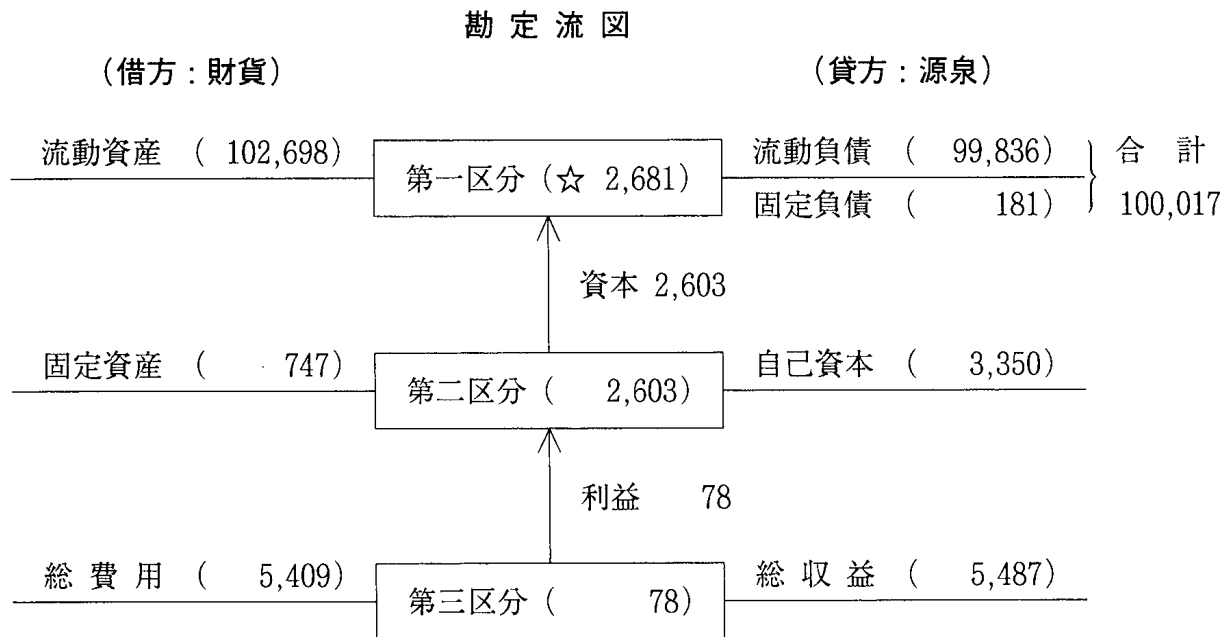 勘定流図
(借方:財貨) (貸方:源泉)
流動資産 ( 102,698) 第一区分 (☆ 2,681) 流動負債 ( 99,836) 合計
固定負債 ( 181) 100,017
資本 2,603
固定資産 ( 747) 第二区分 ( 2,603) 自己資本 ( 3,350)
利益 78
総費用 ( 5,409) 第三区分 ( 78) 総収益 ( 5,487)